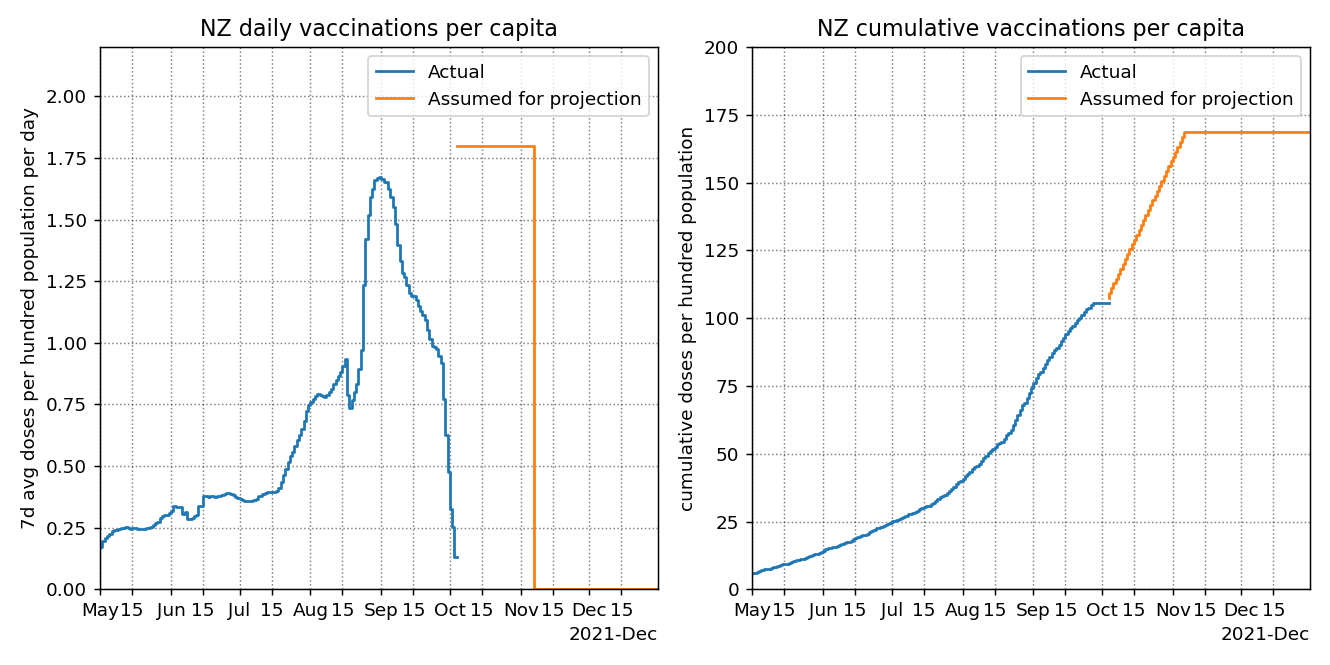 NZ daily vaccinations per capita
Actual
Assumed for projection
7d avg doses per hundred population per day
2.00
1.75
1.50
1.25
1.00
0.75
0.50
0.25
0.00
May 15 Jun 15 Jul 15 Aug 15 Sep 15 Oct 15 Nov 15 Dec 15
2021-Dec
NZ cumulative vaccinations per capita
Actual
Assumed for projection
cumulative doses per hundred population
200
175
150
125
100
75
50
25
0
May 15 Jun 15 Jul 15 Aug 15 Sep 15 Oct 15 Nov 15 Dec 15
2021-Dec